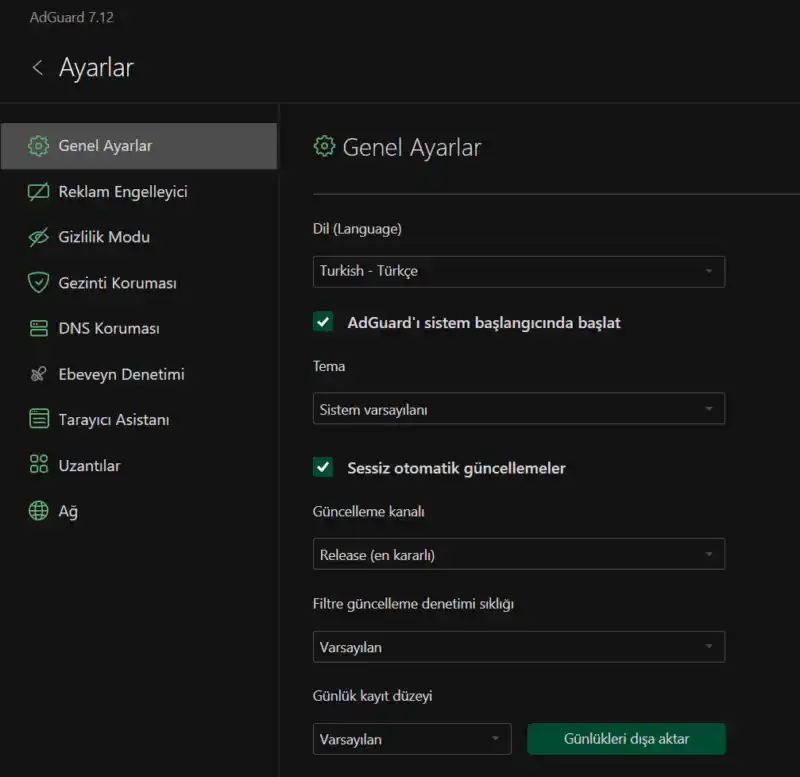 AdGuard 7.12
Ayarlar
Genel Ayarlar
Reklam Engelleyici
Gizlilik Modu
Gezinti Koruması
DNS Koruması
Ebeveyn Denetimi
Tarayıcı Asistanı
Uzantılar
Ağ
Genel Ayarlar
Dil (Language)
Turkish - Türkçe
AdGuard'ı sistem başlangıcında başlat
Tema
Sistem varsayılanı
Sessiz otomatik güncellemeler
Güncelleme kanalı
Release (en kararlı)
Filtre güncelleme denetimi sıklığı
Varsayılan
Günlük kayıt düzeyi
Varsayılan
Günlükleri dışa aktar